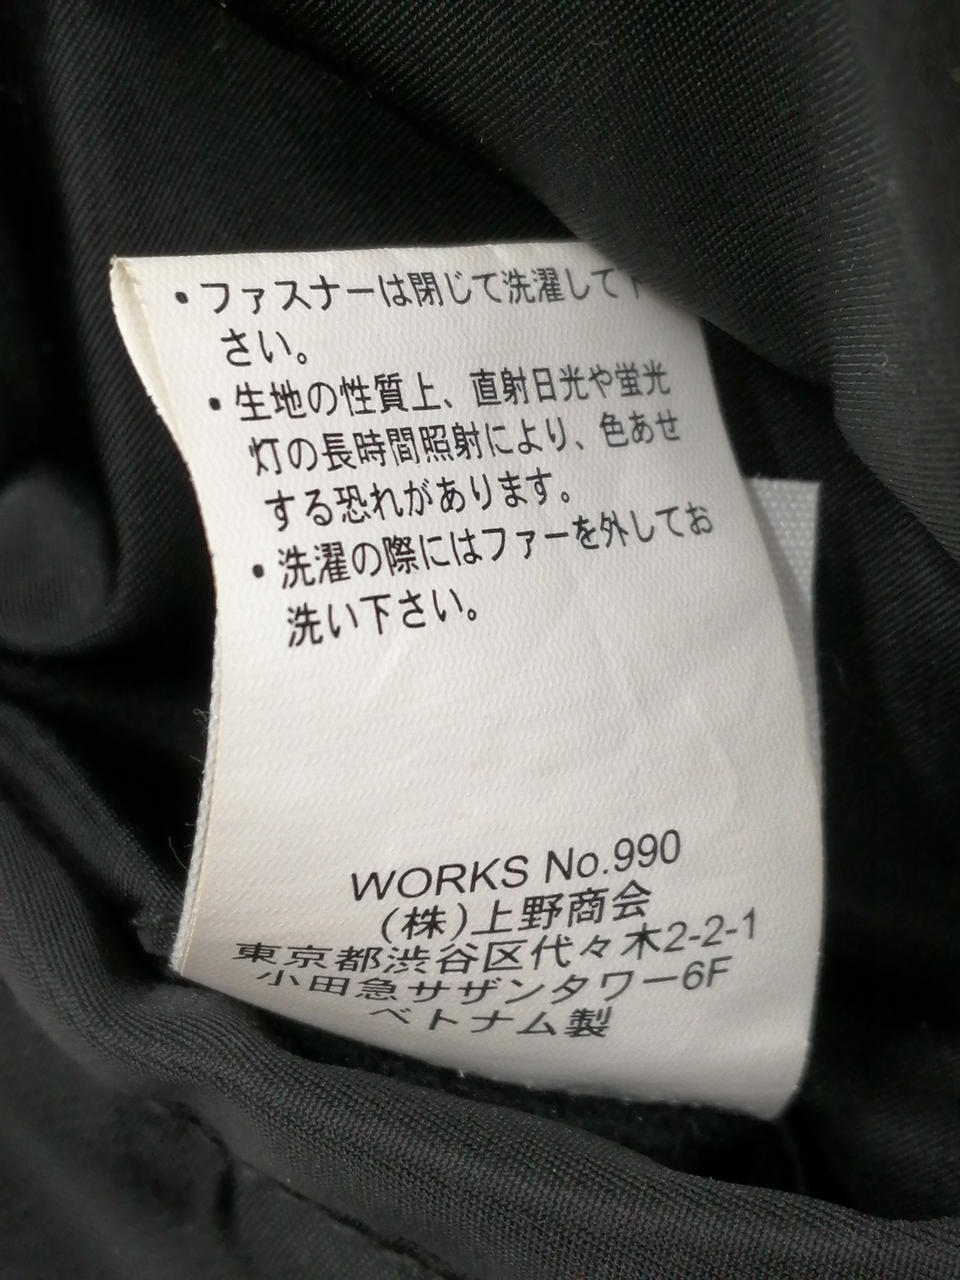 ・ファスナーは閉じて洗濯して下
さい。
・生地の性質上、直射日光や蛍光
灯の長時間照射により、色あせ
する恐れがあります。
・洗濯の際にはファーを外してお
洗い下さい。
WORKS No.990
(株)上野商会
東京都渋谷区代々木2-2-1
小田急サザンタワー6F
ベトナム製